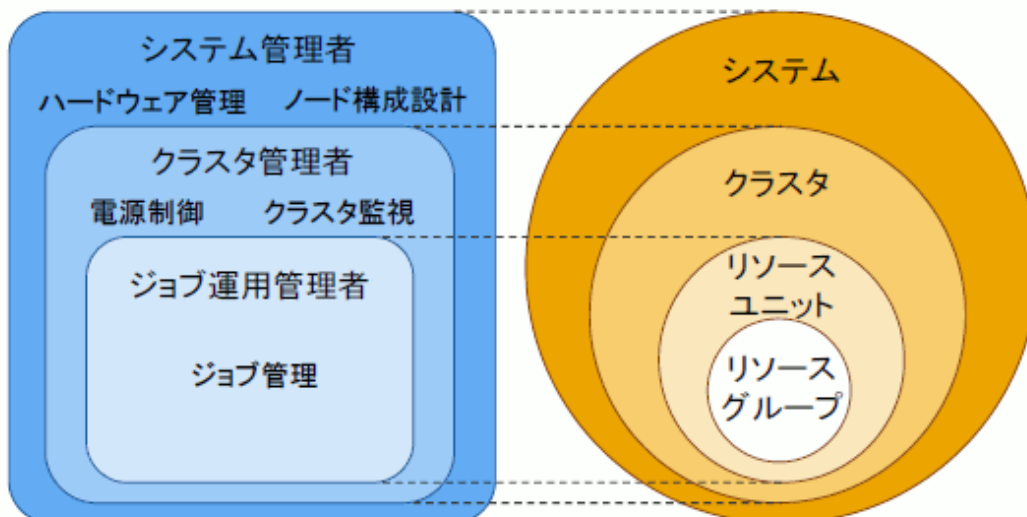 システム管理者
ハードウェア管理 ノード構成設計
クラスタ管理者
電源制御 クラスタ監視
ジョブ運用管理者
ジョブ管理
システム
クラスタ
リソース
ユニット
リソース
グループ